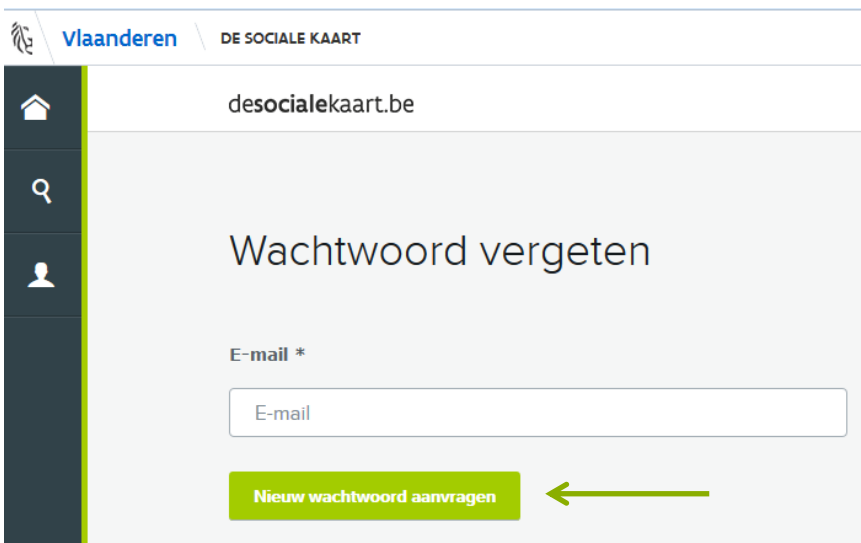 Vlaanderen DE SOCIALE KAART
desocialekaart.be
Wachtwoord vergeten
E-mail *
E-mail
Nieuw wachtwoord aanvragen